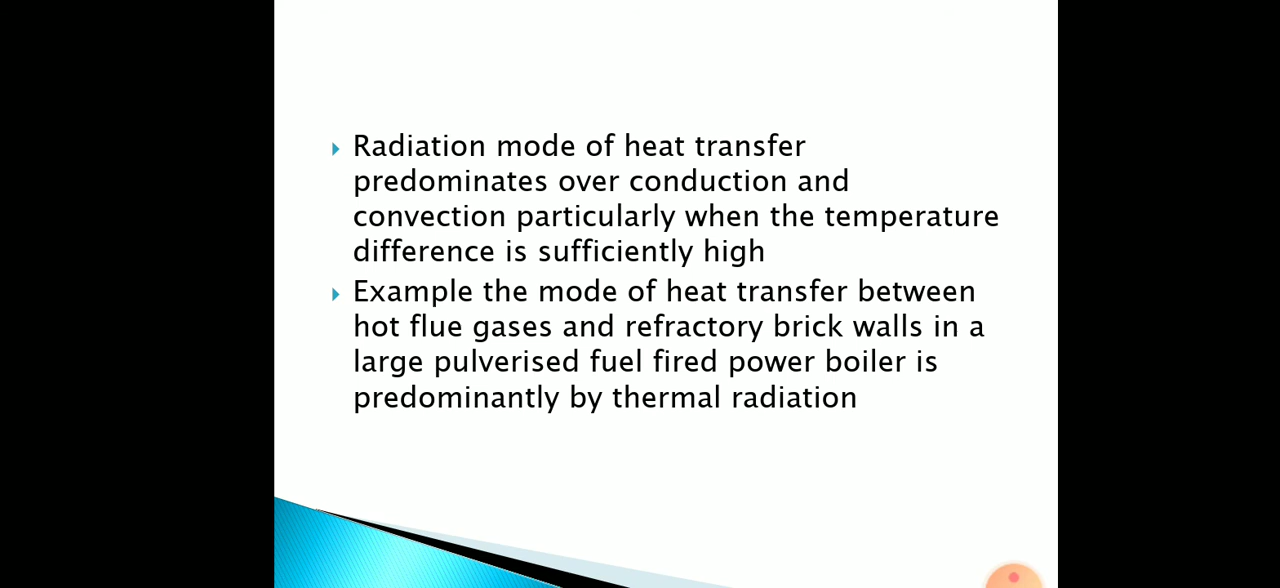 Radiation mode of heat transfer
predominates over conduction and
convection particularly when the temperature
difference is sufficiently high
Example the mode of heat transfer between
hot flue gases and refractory brick walls in a
large pulverised fuel fired power boiler is
predominantly by thermal radiation